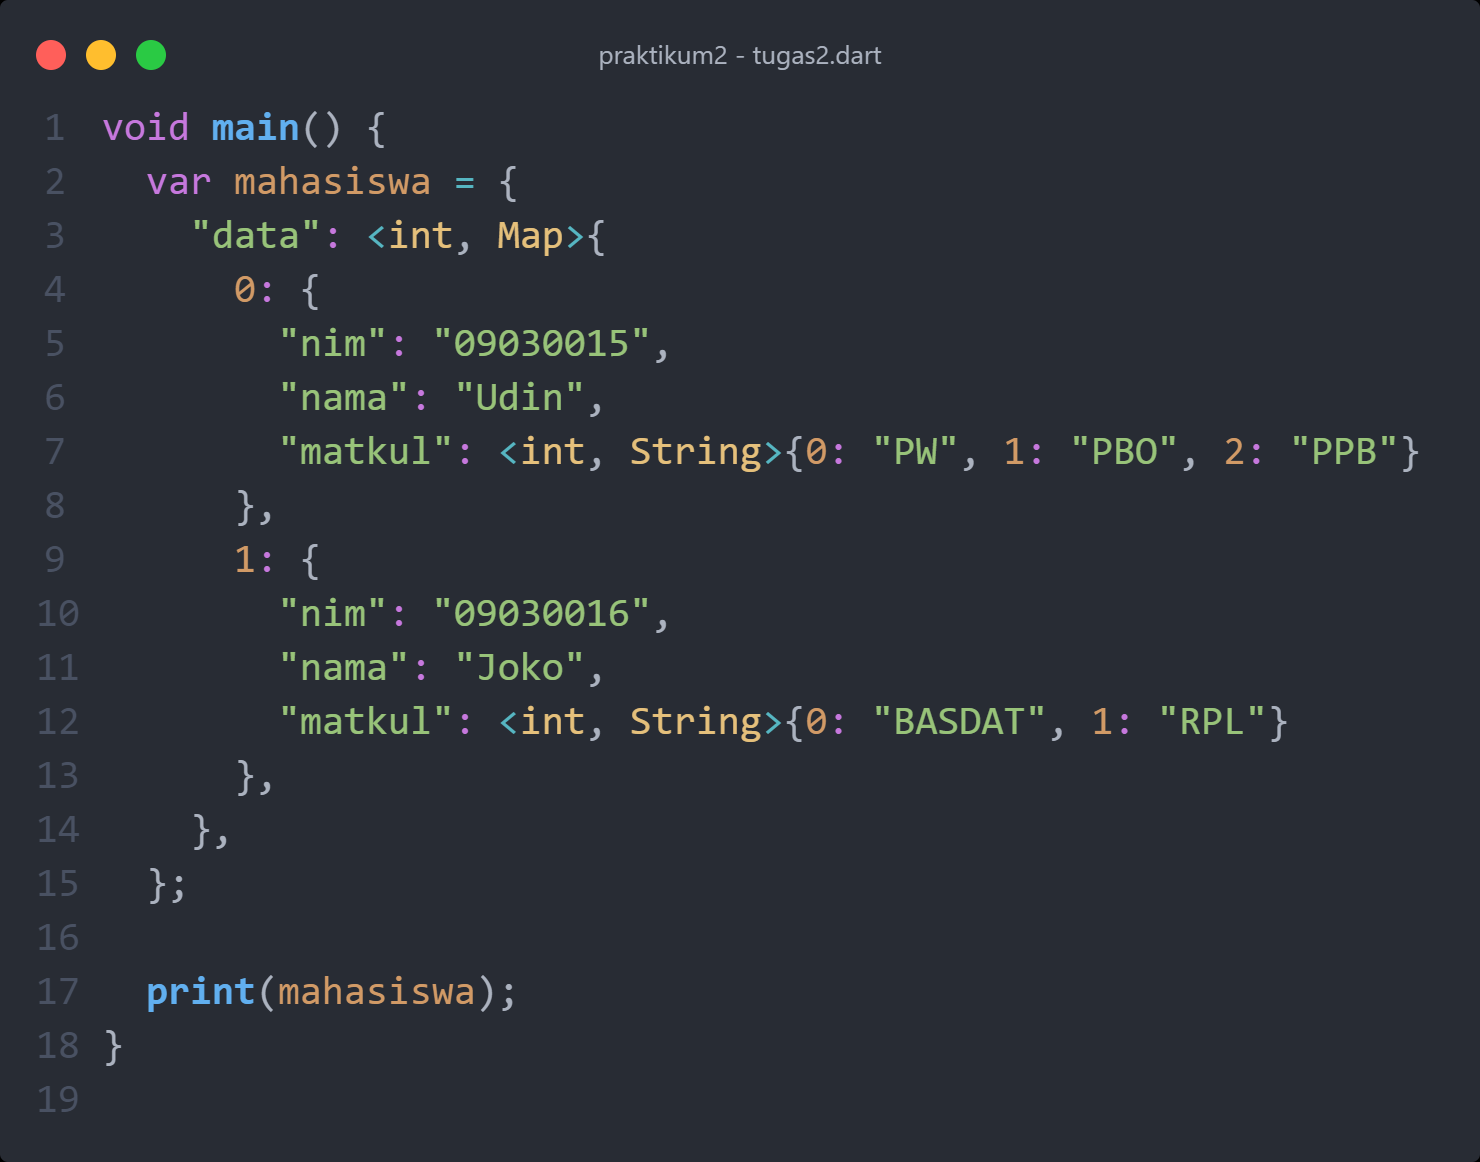 praktikum2 - tugas2.dart
1 void main() {
2   var mahasiswa = {
3     "data": <int, Map>{
4       0: {
5         "nim": "09030015",
6         "nama": "Udin",
7         "matkul": <int, String>{0: "PW", 1: "PBO", 2: "PPB"}
8       },
9       1: {
10         "nim": "09030016",
11         "nama": "Joko",
12         "matkul": <int, String>{0: "BASDAT", 1: "RPL"}
13       },
14     },
15   };
16
17   print(mahasiswa);
18 }
19